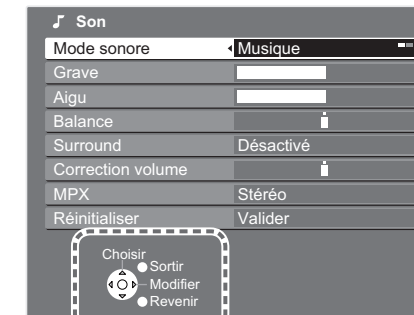 Son
Mode sonore Musique
Grave
Aigu
Balance
Surround Désactivé
Correction volume
MPX Stéréo
Réinitialiser Valider
Choisir
Sortir
Modifier
Revenir